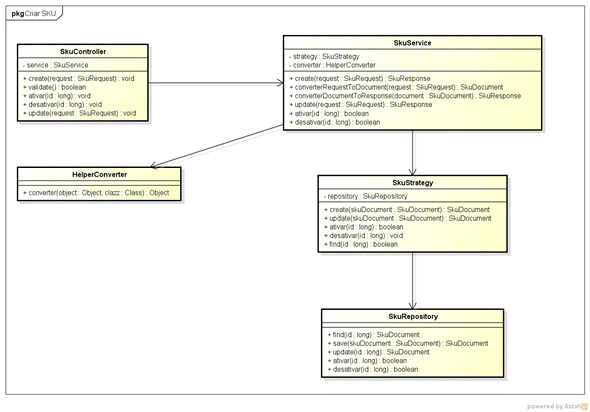 pkg Criar SKU
SkuController
- service : SkuService
+ create(request : SkuRequest) : void
+ validate() : boolean
+ ativar(id : long) : void
+ desativar(id : long) : void
+ update(request : SkuRequest) : void
SkuService
- strategy : SkuStrategy
- converter : HelperConverter
+ create(request : SkuRequest) : SkuResponse
+ converterRequestToDocument(request : SkuRequest) : SkuDocument
+ converterDocumentToResponse(document : SkuDocument) : SkuResponse
+ update(request : SkuRequest) : SkuResponse
+ ativar(id : long) : boolean
+ desativar(id : long) : boolean
HelperConverter
+ converter(object : Object, clazz : Class) : Object
SkuStrategy
- repository : SkuRepository
+ create(skuDocument : SkuDocument) : SkuDocument
+ update(skuDocument : SkuDocument) : SkuDocument
+ ativar(id : long) : boolean
+ desativar(id : long) : void
+ find(id : long) : boolean
SkuRepository
+ find(id : long) : SkuDocument
+ save(skuDocument : SkuDocument) : SkuDocument
+ update(id : long) : SkuDocument
+ ativar(id : long) : boolean
+ desativar(id : long) : boolean
powered by Astah